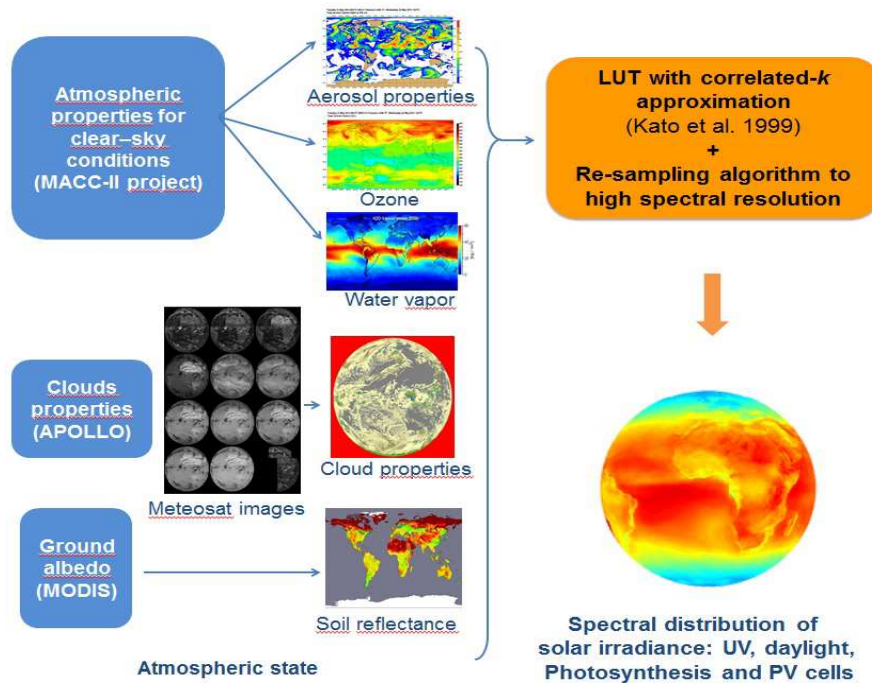 Atmospheric
properties for
clear–sky
conditions
(MACC-II project)
Aerosol properties
Ozone
Water vapor
Clouds
properties
(APOLLO)
Meteosat images
Cloud properties
Ground
albedo
(MODIS)
Soil reflectance
Atmospheric state
LUT with correlated-k
approximation
(Kato et al. 1999)
+
Re-sampling algorithm to
high spectral resolution
Spectral distribution of
solar irradiance: UV, daylight,
Photosynthesis and PV cells